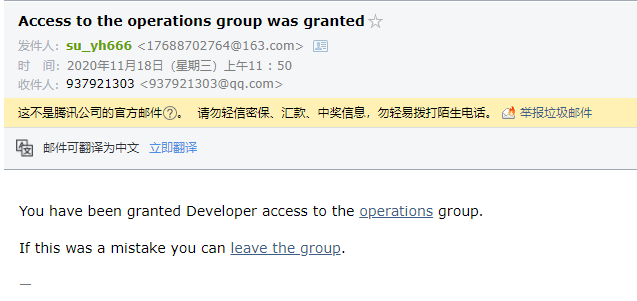 Access to the operations group was granted
发件人：su_yh666 <17688702764@163.com>
时　间：2020年11月18日（星期三）上午11：50
收件人：937921303 <937921303@qq.com>
这不是腾讯公司的官方邮件?。 请勿轻信密保、汇款、中奖信息，勿轻易拨打陌生电话。 举报垃圾邮件
邮件可翻译为中文 立即翻译
You have been granted Developer access to the operations group.
If this was a mistake you can leave the group.
—